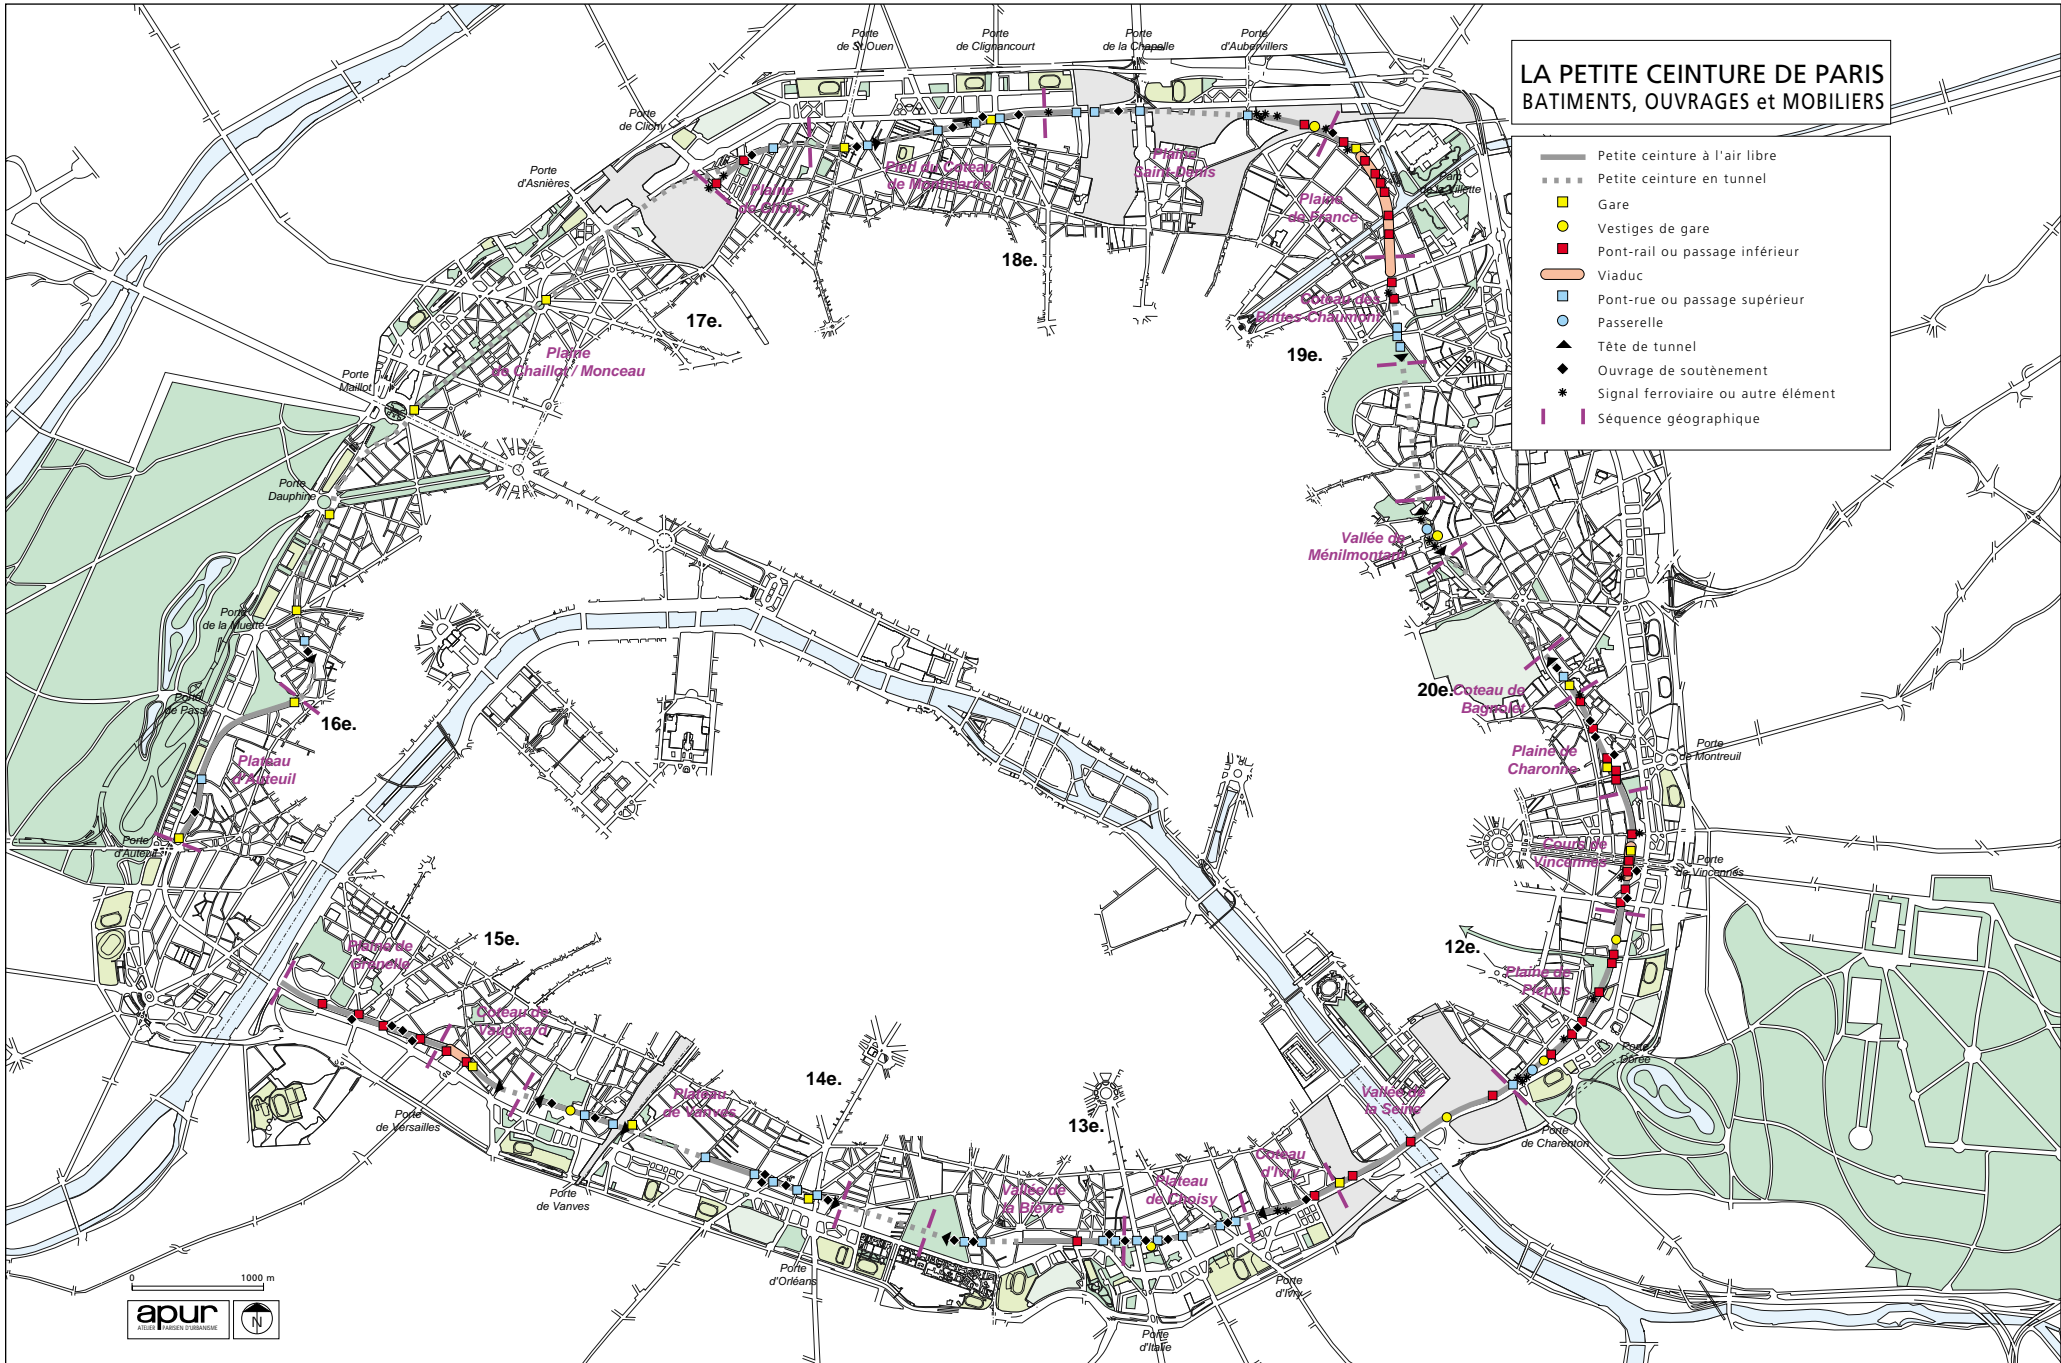 LA PETITE CEINTURE DE PARIS
BATIMENTS, OUVRAGES et MOBILIERS
Petite ceinture à l'air libre
Petite ceinture en tunnel
Gare
Vestiges de gare
Pont-rail ou passage inférieur
Viaduc
Pont-rue ou passage supérieur
Passerelle
Tête de tunnel
Ouvrage de soutènement
Signal ferroviaire ou autre élément
Séquence géographique
Porte
de St Ouen
Porte
de Clignancourt
Porte
de la Chapelle
Porte
d'Aubervilliers
Porte
de Clichy
Porte
d'Asnières
Plaine
de Clichy
Pied du Coteau
de Montmartre
Plaine
Saint-Denis
Parc
de la Villette
Plaine
de France
18e.
17e.
Coteau des
Buttes-Chaumont
19e.
Plaine
de Chaillot / Monceau
Porte
Maillot
Porte
Dauphine
Vallée de
Ménilmontant
Porte
de la Muette
Porte
de Passy
16e.
20e.
Coteau de
Bagnolet
Plateau
d'Auteuil
Plaine de
Charonne
Porte
de Montreuil
Porte
d'Auteuil
Cours de
Vincennes
Porte
de Vincennes
15e.
Plaine de
Grenelle
12e.
Plaine de
Picpus
Coteau de
Vaugirard
Porte
Dorée
14e.
Plateau
de Vanves
Vallée de
la Seine
Porte
de Versailles
13e.
Porte
de Charenton
Coteau
d'Ivry
Plateau
de Choisy
Vallée de
la Bièvre
Porte
de Vanves
Porte
d'Orléans
Porte
d'Ivry
Porte
d'Italie
0 1000 m
apur
ATELIER PARISIEN D'URBANISME
N